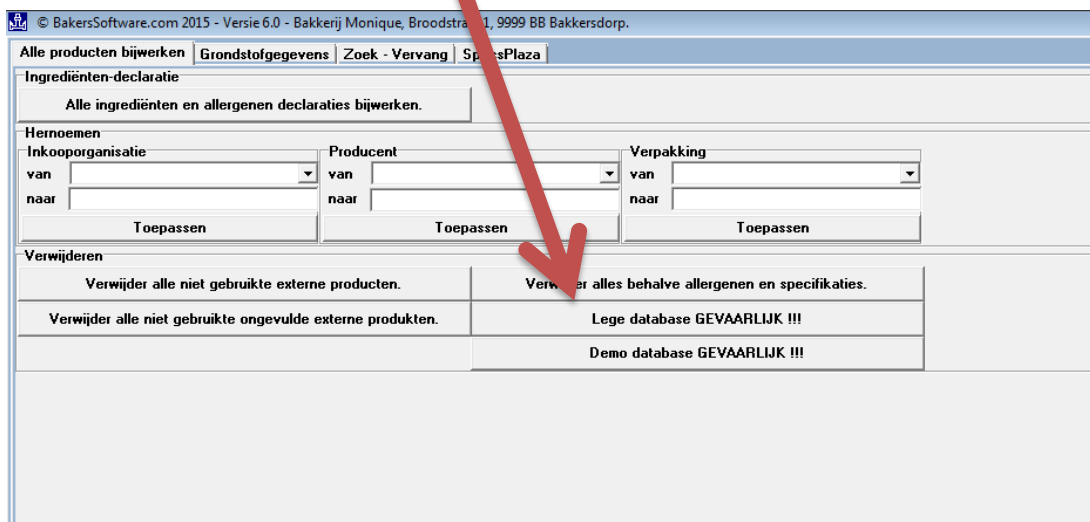 © BakersSoftware.com 2015 - Versie 6.0 - Bakkerij Monique, 1, 9999 BB Bakkersdorp.
Alle producten bijwerken Grondstofgegevens Zoek - Vervang
Ingrediënten-declaratie
Alle ingrediënten en allergenen declaraties bijwerken.
Hernoemen
Inkooporganisatie Producent Verpakking
van van van
naar naar naar
Toepassen Toepassen Toepassen
Verwijderen
Verwijder alle niet gebruikte externe producten. alles behalve allergenen en specifikaties.
Verwijder alle niet gebruikte ongevulde externe produkten. Lege database GEVAARLIJK !!!
Demo database GEVAARLIJK !!!